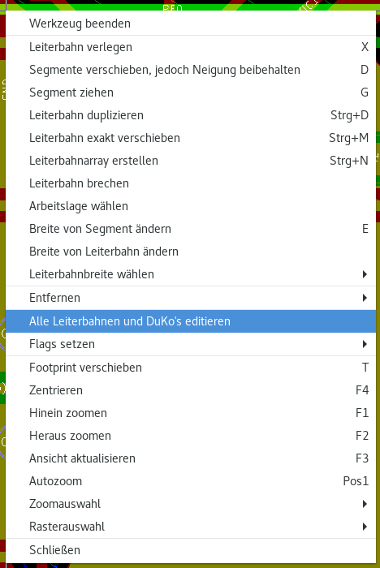 Werkzeug beenden
Leiterbahn verlegen X
Segmente verschieben, jedoch Neigung beibehalten D
Segment ziehen G
Leiterbahn duplizieren Strg+D
Leiterbahn exakt verschieben Strg+M
Leiterbahnarray erstellen Strg+N
Leiterbahn brechen
Arbeitslage wählen
Breite von Segment ändern E
Breite von Leiterbahn ändern
Leiterbahnbreite wählen
Entfernen
Alle Leiterbahnen und DuKo's editieren
Flags setzen
Footprint verschieben T
Zentrieren F4
Hinein zoomen F1
Heraus zoomen F2
Ansicht aktualisieren F3
Autozoom Pos1
Zoomauswahl
Rasterauswahl
Schließen